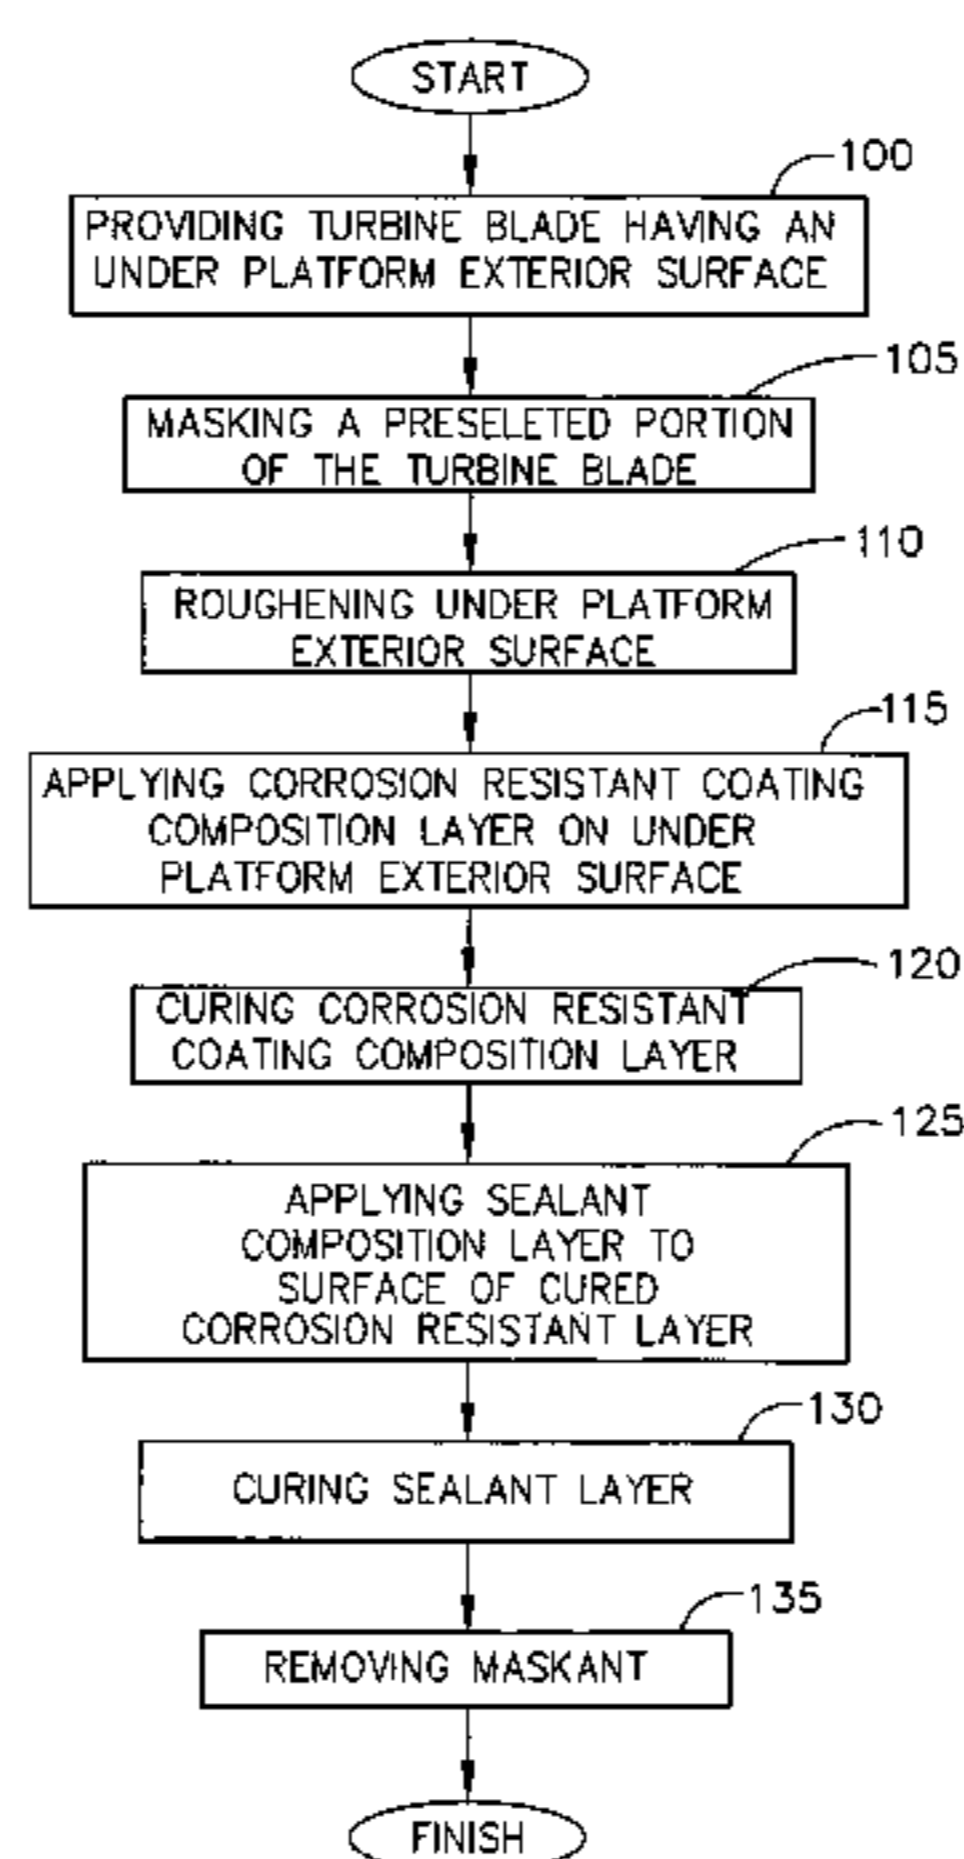 START
100
PROVIDING TURBINE BLADE HAVING AN
UNDER PLATFORM EXTERIOR SURFACE
105
MASKING A PRESELETED PORTION
OF THE TURBINE BLADE
110
ROUGHENING UNDER PLATFORM
EXTERIOR SURFACE
115
APPLYING CORROSION RESISTANT COATING
COMPOSITION LAYER ON UNDER
PLATFORM EXTERIOR SURFACE
120
CURING CORROSION RESISTANT
COATING COMPOSITION LAYER
125
APPLYING SEALANT
COMPOSITION LAYER TO
SURFACE OF CURED
CORROSION RESISTANT LAYER
130
CURING SEALANT LAYER
135
REMOVING MASKANT
FINISH